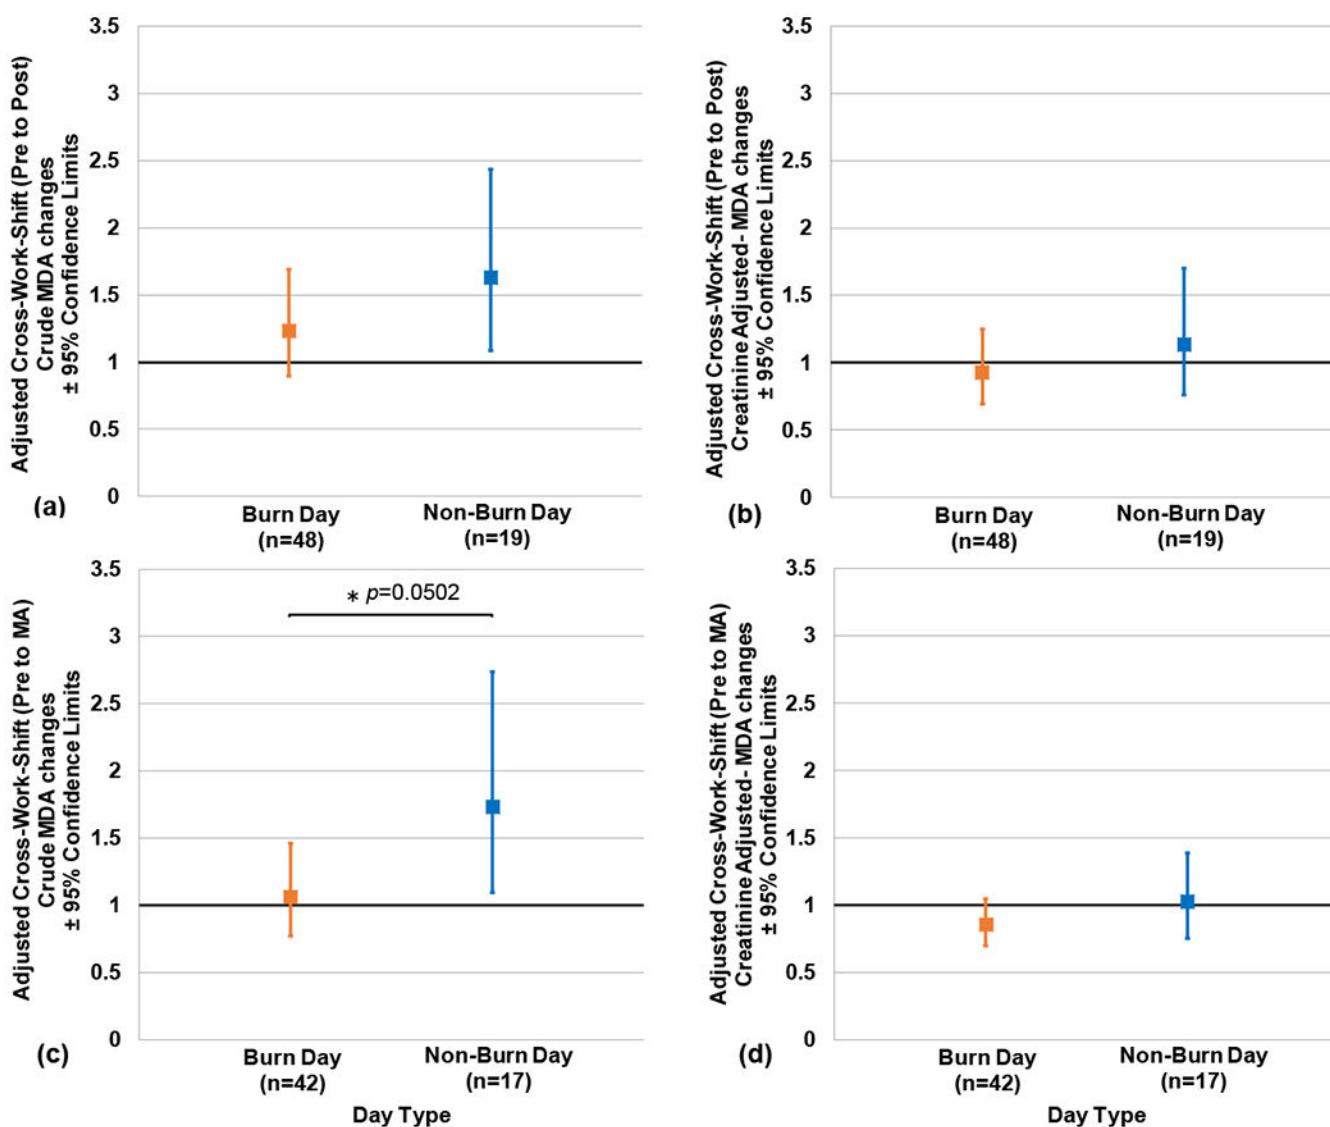 Adjusted Cross-Work-Shift (Pre to Post)
Crude MDA changes
± 95% Confidence Limits
3.5
3
2.5
2
1.5
1
0.5
0
(a)
Burn Day
(n=48)
Non-Burn Day
(n=19)
Adjusted Cross-Work-Shift (Pre to Post)
Creatinine Adjusted- MDA changes
± 95% Confidence Limits
3.5
3
2.5
2
1.5
1
0.5
0
(b)
Burn Day
(n=48)
Non-Burn Day
(n=19)
Adjusted Cross-Work-Shift (Pre to MA)
Crude MDA changes
± 95% Confidence Limits
3.5
3
2.5
2
1.5
1
0.5
0
* p=0.0502
(c)
Burn Day
(n=42)
Non-Burn Day
(n=17)
Day Type
Adjusted Cross-Work-Shift (Pre to MA)
Creatinine Adjusted- MDA changes
± 95% Confidence Limits
3.5
3
2.5
2
1.5
1
0.5
0
(d)
Burn Day
(n=42)
Non-Burn Day
(n=17)
Day Type